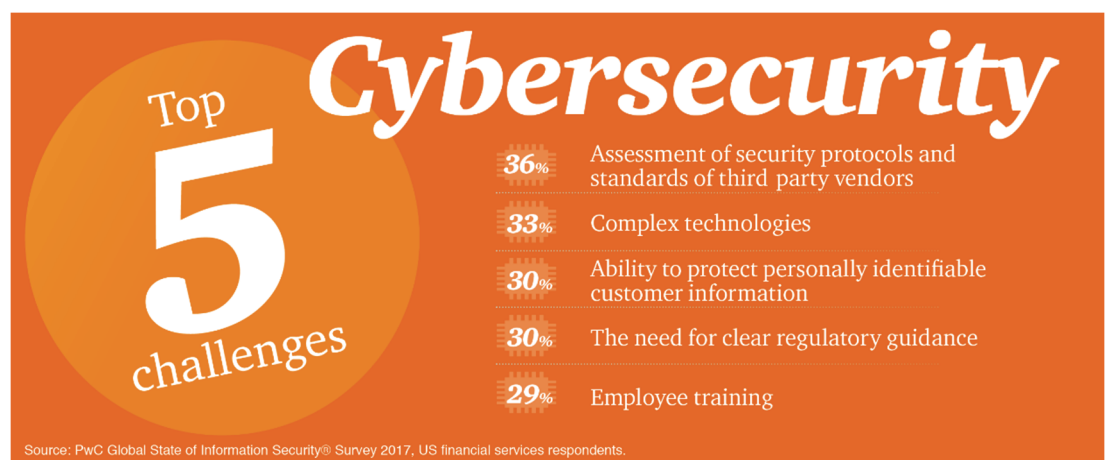 Cybersecurity
Top
5
challenges
36% Assessment of security protocols and
standards of third party vendors
33% Complex technologies
30% Ability to protect personally identifiable
customer information
30% The need for clear regulatory guidance
29% Employee training
Source: PwC Global State of Information Security® Survey 2017, US financial services respondents.